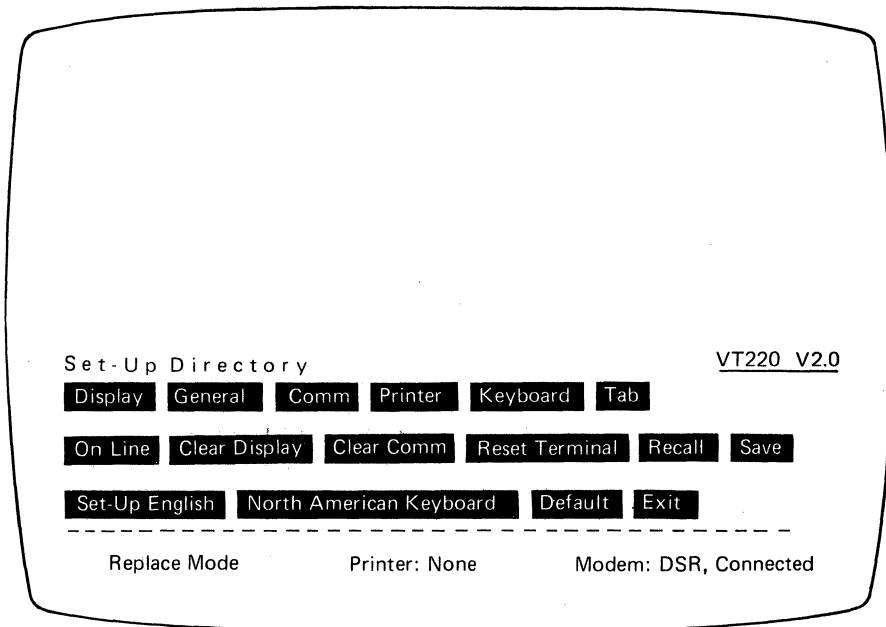 Set-Up Directory VT220 V2.0
Display General Comm Printer Keyboard Tab
On Line Clear Display Clear Comm Reset Terminal Recall Save
Set-Up English North American Keyboard Default Exit
Replace Mode Printer: None Modem: DSR, Connected